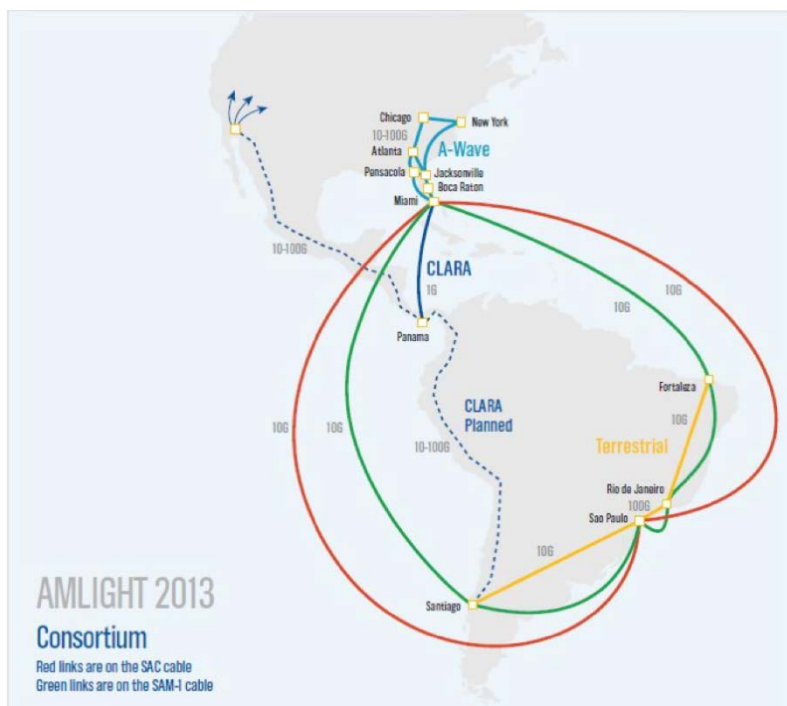 Chicago
New York
10-100G
A-Wave
Atlanta
Pensacola
Jacksonville
Boca Raton
Miami
10-100G
CLARA
1G
10G
10G
Panama
Fortaleza
CLARA
Planned
10G
10G
10G
10-100G
Terrestrial
Rio de Janeiro
100G
Sao Paulo
10G
Santiago
AMLIGHT 2013
Consortium
Red links are on the SAC cable
Green links are on the SAM-I cable